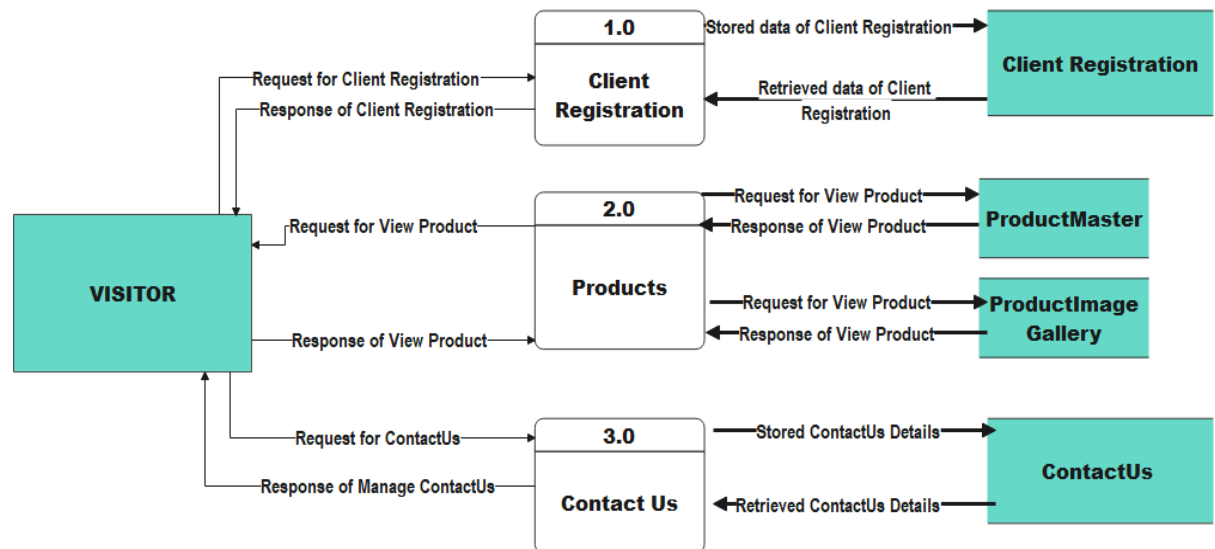 1.0
Stored data of Client Registration
Client Registration
Request for Client Registration
Client
Registration
Response of Client Registration
Retrieved data of Client
Registration
VISITOR
2.0
Request for View Product
ProductMaster
Request for View Product
Response of View Product
Products
Request for View Product
ProductImage
Gallery
Response of View Product
Response of View Product
3.0
Stored ContactUs Details
Request for ContactUs
ContactUs
Response of Manage ContactUs
Contact Us
Retrieved ContactUs Details